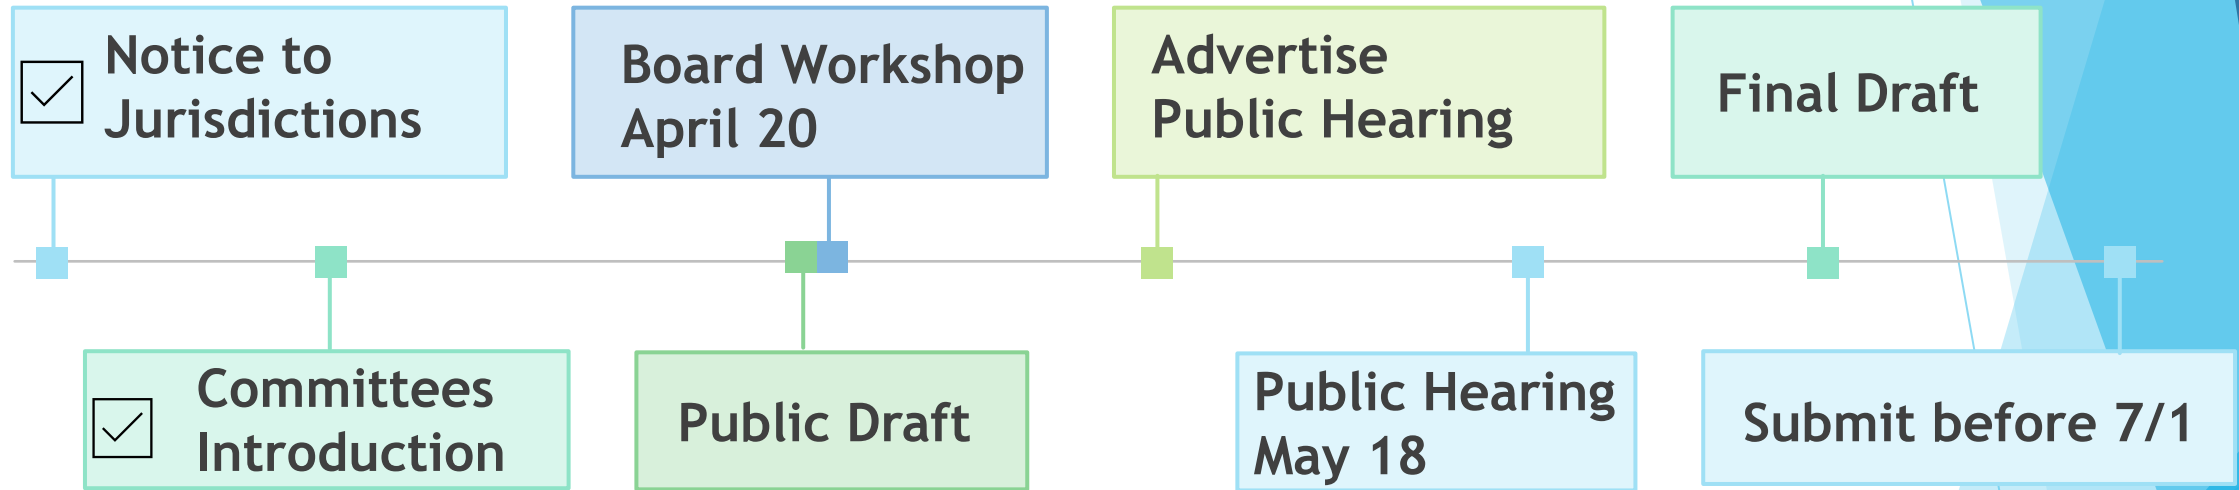 Notice to
Jurisdictions
Board Workshop
April 20
Advertise
Public Hearing
Final Draft
Committees
Introduction
Public Draft
Public Hearing
May 18
Submit before 7/1